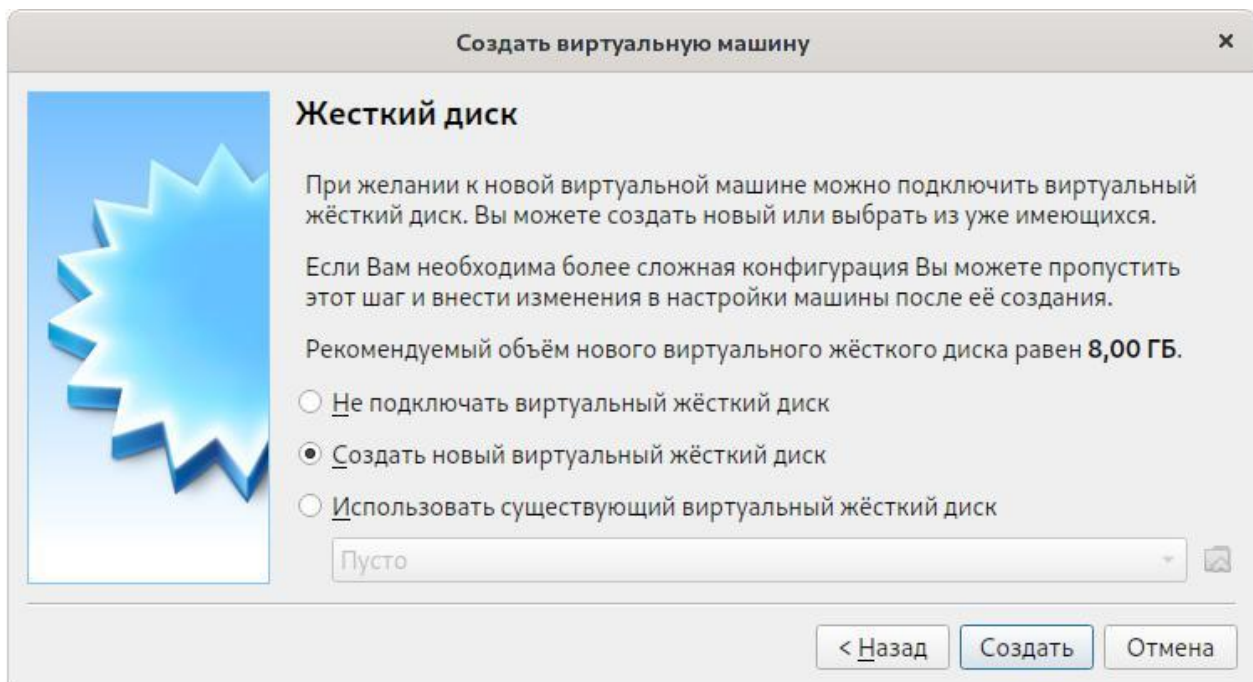 Создать виртуальную машину
Жесткий диск
При желании к новой виртуальной машине можно подключить виртуальный
жёсткий диск. Вы можете создать новый или выбрать из уже имеющихся.
Если Вам необходима более сложная конфигурация Вы можете пропустить
этот шаг и внести изменения в настройки машины после её создания.
Рекомендуемый объём нового виртуального жёсткого диска равен 8,00 ГБ.
Не подключать виртуальный жёсткий диск
Создать новый виртуальный жёсткий диск
Использовать существующий виртуальный жёсткий диск
Пусто
< Назад Создать Отмена